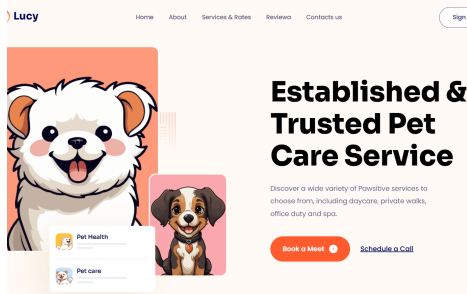 Lucy
Home
About
Services & Rates
Reviewa
Contacts us
Sign
Established &
Trusted Pet
Care Service
Discover a wide variety of Pawsitive services to
choose from, including daycare, private walks,
office duty and spa.
Book a Meet
Schedule a Call
Pet Health
Pet care